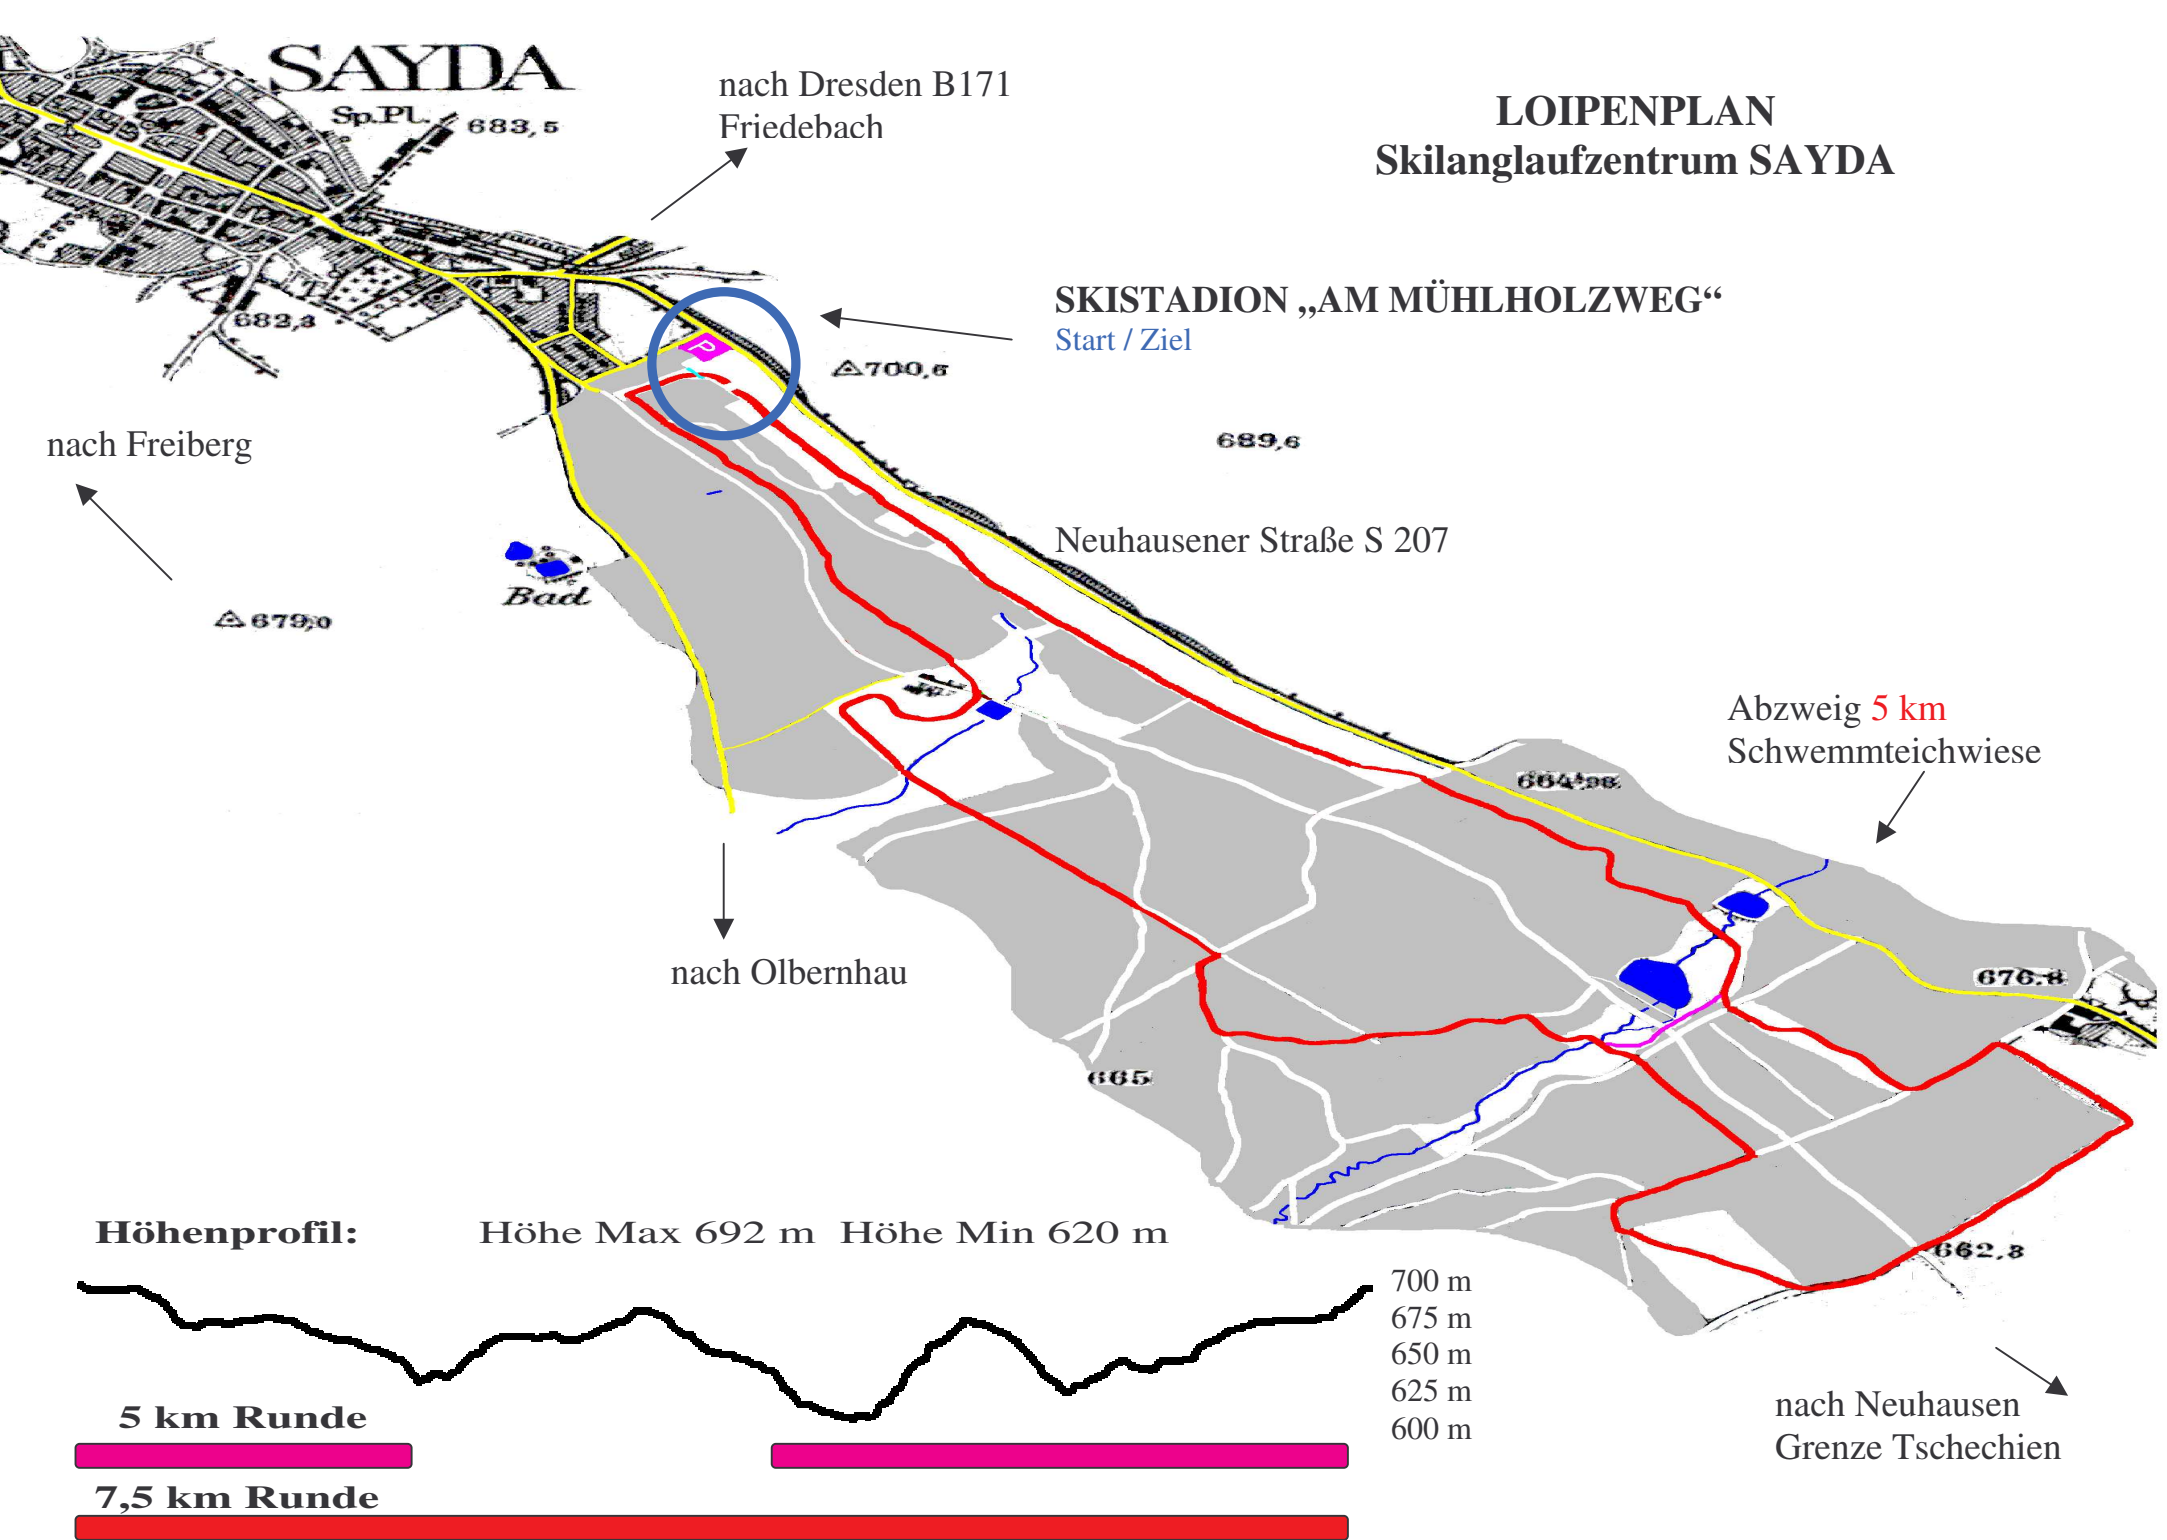 SAYDA
Sp.Pl.
683,5
nach Dresden B171
Friedebach
LOIPENPLAN
Skilanglaufzentrum SAYDA
682,3
SKISTADION „AM MÜHLHOLZWEG“
Start / Ziel
P
700,6
nach Freiberg
689,6
Neuhausener Straße S 207
Bad
679,0
Abzweig 5 km
Schwemmteichwiese
nach Olbernhau
676,8
665
662,3
Höhenprofil: Höhe Max 692 m Höhe Min 620 m
700 m
675 m
650 m
625 m
600 m
nach Neuhausen
Grenze Tschechien
5 km Runde
7,5 km Runde